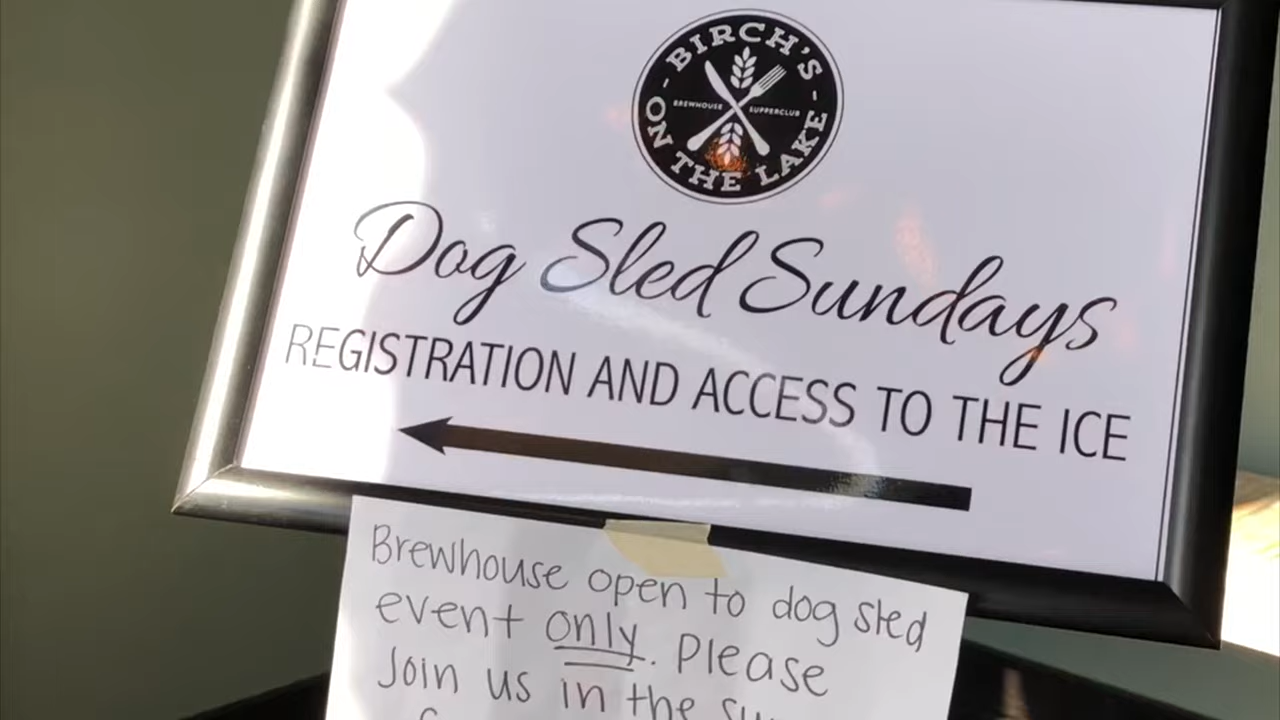 BIRCH'S
BREWHOUSE SUPPERCLUB
ON THE LAKE
Dog Sled Sundays
REGISTRATION AND ACCESS TO THE ICE
Brewhouse open to dog sled
event only. Please
Join us in the